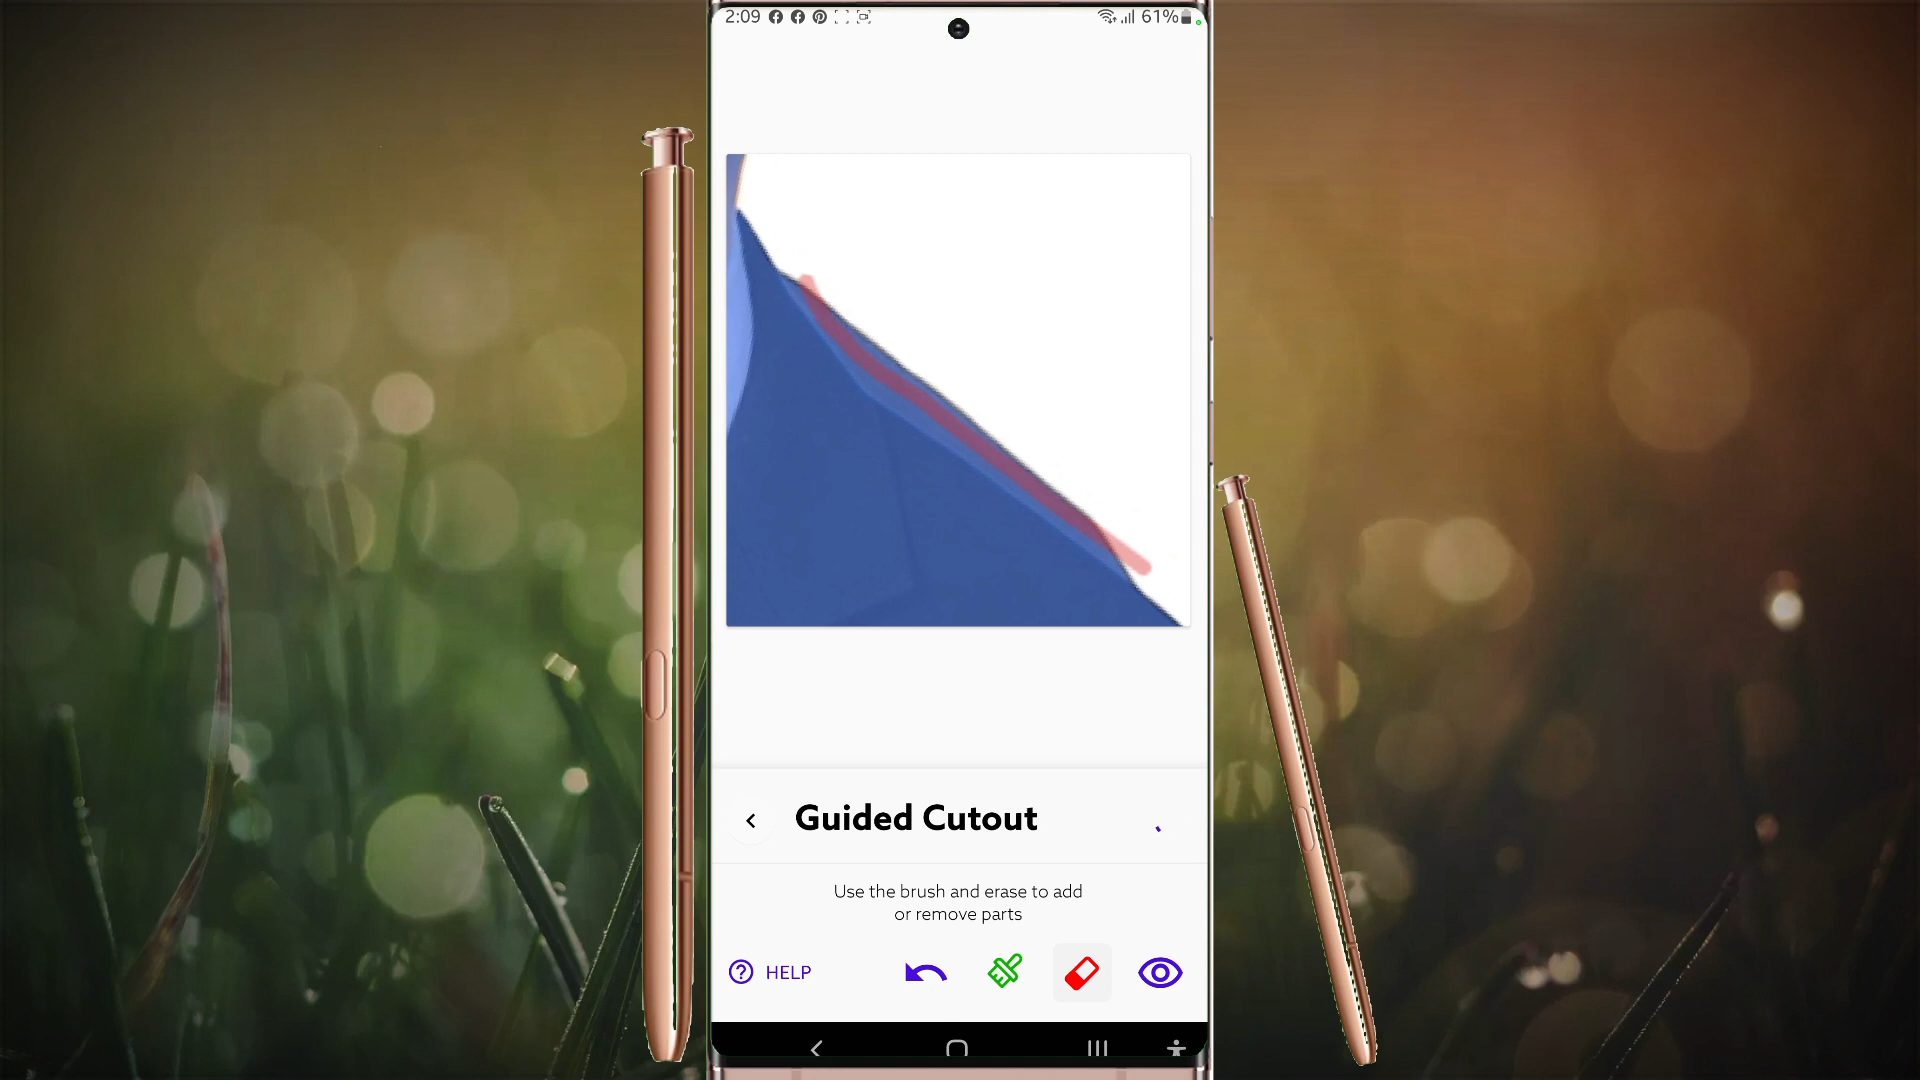 2:09
61%
Guided Cutout
Use the brush and erase to add
or remove parts
HELP